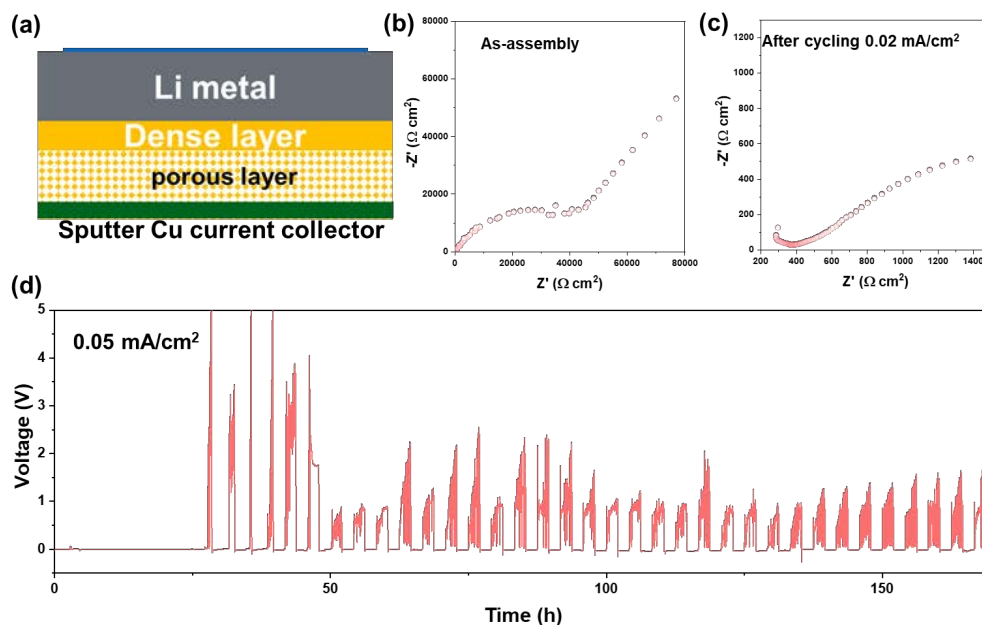 (a)
Li metal
Dense layer
porous layer
Sputter Cu current collector
(b)
As-assembly
-Z' (Ω cm²)
80000
60000
40000
20000
0
0 20000 40000 60000 80000
Z' (Ω cm²)
(c)
After cycling 0.02 mA/cm²
-Z' (Ω cm²)
1200
1000
800
600
400
200
0
200 400 600 800 1000 1200 1400
Z' (Ω cm²)
(d)
0.05 mA/cm²
Voltage (V)
5
4
3
2
1
0
0 50 100 150
Time (h)